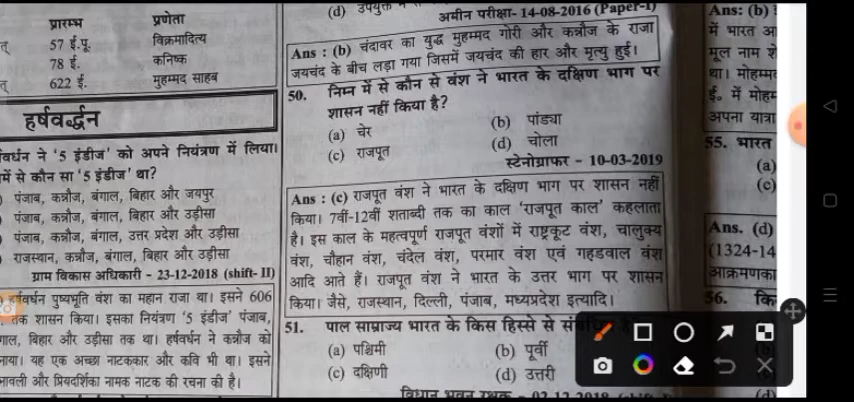 प्रारम्भ प्रणेता
57 ई.पू. विक्रमादित्य
78 ई. कनिष्क
622 ई. मुहम्मद साहब
हर्षवर्द्धन
ने '5 इंडीज' को अपने नियंत्रण में लिया।
में से कौन सा '5 इंडीज' था?
पंजाब, कन्नौज, बंगाल, बिहार और जयपुर
पंजाब, कन्नौज, बंगाल, बिहार और उड़ीसा
पंजाब, कन्नौज, बंगाल, उत्तर प्रदेश और उड़ीसा
राजस्थान, कन्नौज, बंगाल, बिहार और उड़ीसा
ग्राम विकास अधिकारी - 23-12-2018 (shift- II)
हर्षवर्धन पुष्यभूति वंश का महान राजा था। इसने 606
तक शासन किया। इसका नियंत्रण '5 इंडीज' पंजाब,
बिहार और उड़ीसा तक था। हर्षवर्धन ने कन्नौज को
यह एक अच्छा नाटककार और कवि भी था। इसने
और प्रियदर्शिका नामक नाटक की रचना की है।
(d) उपर्युक्त
अमीन परीक्षा- 14-08-2016 (Paper-I)
Ans : (b) चंदावर का युद्ध मुहम्मद गोरी और कन्नौज के राजा
जयचंद के बीच लड़ा गया जिसमें जयचंद की हार और मृत्यु हुई।
50. निम्न में से कौन से वंश ने भारत के दक्षिण भाग पर
शासन नहीं किया है?
(a) चेर (b) पांड्या
(c) राजपूत (d) चोला
स्टेनोग्राफर - 10-03-2019
Ans : (c) राजपूत वंश ने भारत के दक्षिण भाग पर शासन नहीं
किया। 7वीं-12वीं शताब्दी तक का काल 'राजपूत काल' कहलाता
है। इस काल के महत्वपूर्ण राजपूत वंशों में राष्ट्रकूट वंश, चालुक्य
वंश, चौहान वंश, चंदेल वंश, परमार वंश एवं गहडवाल वंश
आदि आते हैं। राजपूत वंश ने भारत के उत्तर भाग पर शासन
किया। जैसे, राजस्थान, दिल्ली, पंजाब, मध्यप्रदेश इत्यादि।
51. पाल साम्राज्य भारत के किस हिस्से से
(a) पश्चिमी (b) पूर्वी
(c) दक्षिणी (d) उत्तरी
Ans: (b)
में भारत
मूल नाम
था। मोहम्मद
ई. में
अपना यात्रा
55. भारत
(a)
(c)
Ans. (d)
(1324-14
56.
(d)